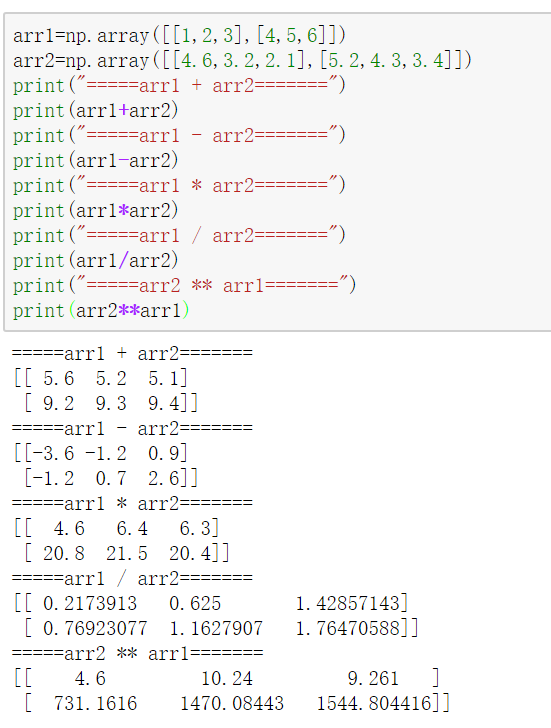 arr1=np.array([[1,2,3],[4,5,6]])
arr2=np.array([[4.6,3.2,2.1],[5.2,4.3,3.4]])
print("=====arr1 + arr2=======")
print(arr1+arr2)
print("=====arr1 - arr2=======")
print(arr1-arr2)
print("=====arr1 * arr2=======")
print(arr1*arr2)
print("=====arr1 / arr2=======")
print(arr1/arr2)
print("=====arr2 ** arr1=======")
print(arr2**arr1)
=====arr1 + arr2=======
[[ 5.6  5.2  5.1]
 [ 9.2  9.3  9.4]]
=====arr1 - arr2=======
[[-3.6 -1.2  0.9]
 [-1.2  0.7  2.6]]
=====arr1 * arr2=======
[[  4.6   6.4   6.3]
 [ 20.8  21.5  20.4]]
=====arr1 / arr2=======
[[ 0.2173913   0.625       1.42857143]
 [ 0.76923077  1.1627907   1.76470588]]
=====arr2 ** arr1=======
[[    4.6         10.24         9.261   ]
 [  731.1616    1470.08443   1544.804416]]